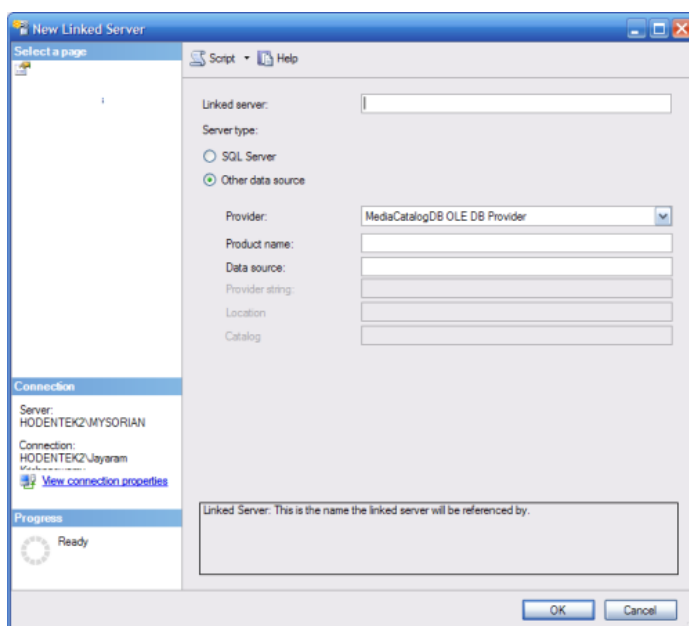 New Linked Server
Select a page
Script
Help
Linked server:
Server type:
SQL Server
Other data source
Provider:
MediaCatalogDB OLE DB Provider
Product name:
Data source:
Provider string:
Location
Catalog
Connection
Server:
HODENTEK2\MYSORIAN
Connection:
HODENTEK2\Jayaram
View connection properties
Progress
Ready
Linked Server: This is the name the linked server will be referenced by.
OK
Cancel